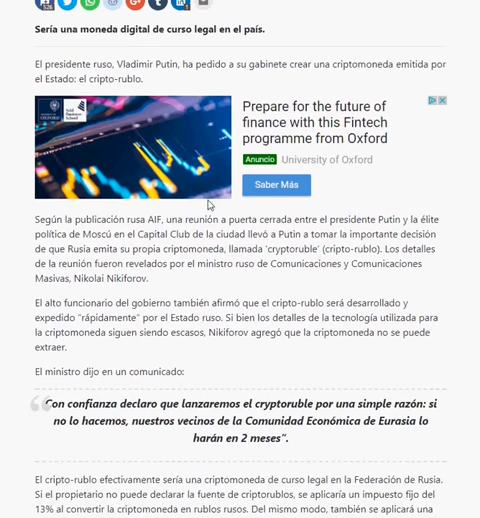 526
1
Sería una moneda digital de curso legal en el país.
El presidente ruso, Vladimir Putin, ha pedido a su gabinete crear una criptomoneda emitida por
el Estado: el cripto-rublo.
UNIVERSITY OF
OXFORD
Saïd
Business
School
Prepare for the future of
finance with this Fintech
programme from Oxford
Anuncio University of Oxford
Saber Más
Según la publicación rusa AIF, una reunión a puerta cerrada entre el presidente Putin y la élite
política de Moscú en el Capital Club de la ciudad llevó a Putin a tomar la importante decisión
de que Rusia emita su propia criptomoneda, llamada ‘cryptoruble’ (cripto-rublo). Los detalles
de la reunión fueron revelados por el ministro ruso de Comunicaciones y Comunicaciones
Masivas, Nikolai Nikiforov.
El alto funcionario del gobierno también afirmó que el cripto-rublo será desarrollado y
expedido “rápidamente” por el Estado ruso. Si bien los detalles de la tecnología utilizada para
la criptomoneda siguen siendo escasos, Nikiforov agregó que la criptomoneda no se puede
extraer.
El ministro dijo en un comunicado:
“Con confianza declaro que lanzaremos el cryptoruble por una simple razón: si
no lo hacemos, nuestros vecinos de la Comunidad Económica de Eurasia lo
harán en 2 meses”.
El cripto-rublo efectivamente sería una criptomoneda de curso legal en la Federación de Rusia.
Si el propietario no puede declarar la fuente de criptorublos, se aplicaría un impuesto fijo del
13% al convertir la criptomoneda en rublos rusos. Del mismo modo, también se aplicará una